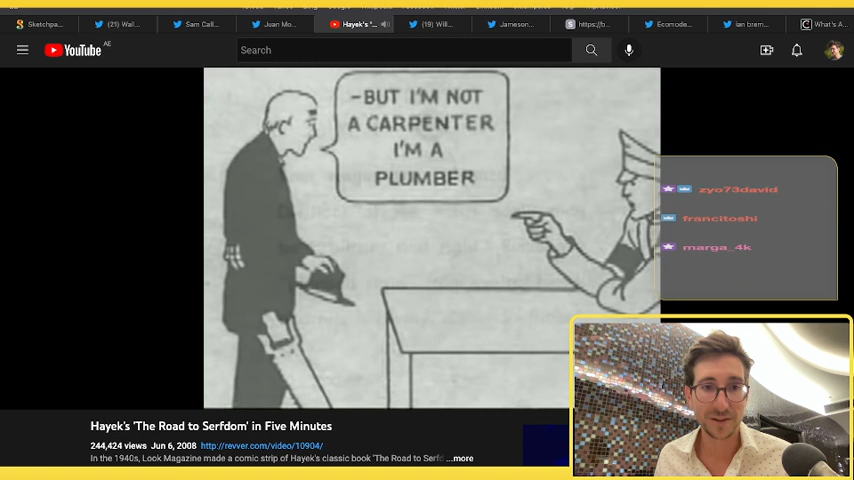 Sketchpa...
(21) Wall...
Sam Call...
Juan Mo...
Hayek's "...
(19) Will...
Jameson...
https://fo...
Ecomode...
ian brem...
What's A...
YouTube AE
Search
-BUT I'M NOT
A CARPENTER
I'M A
PLUMBER
zyo73david
francitoshi
marga_4k
Hayek's 'The Road to Serfdom' in Five Minutes
244,424 views Jun 6, 2008 http://revver.com/video/10904/
In the 1940s, Look Magazine made a comic strip of Hayek's classic book 'The Road to Serfd ...more